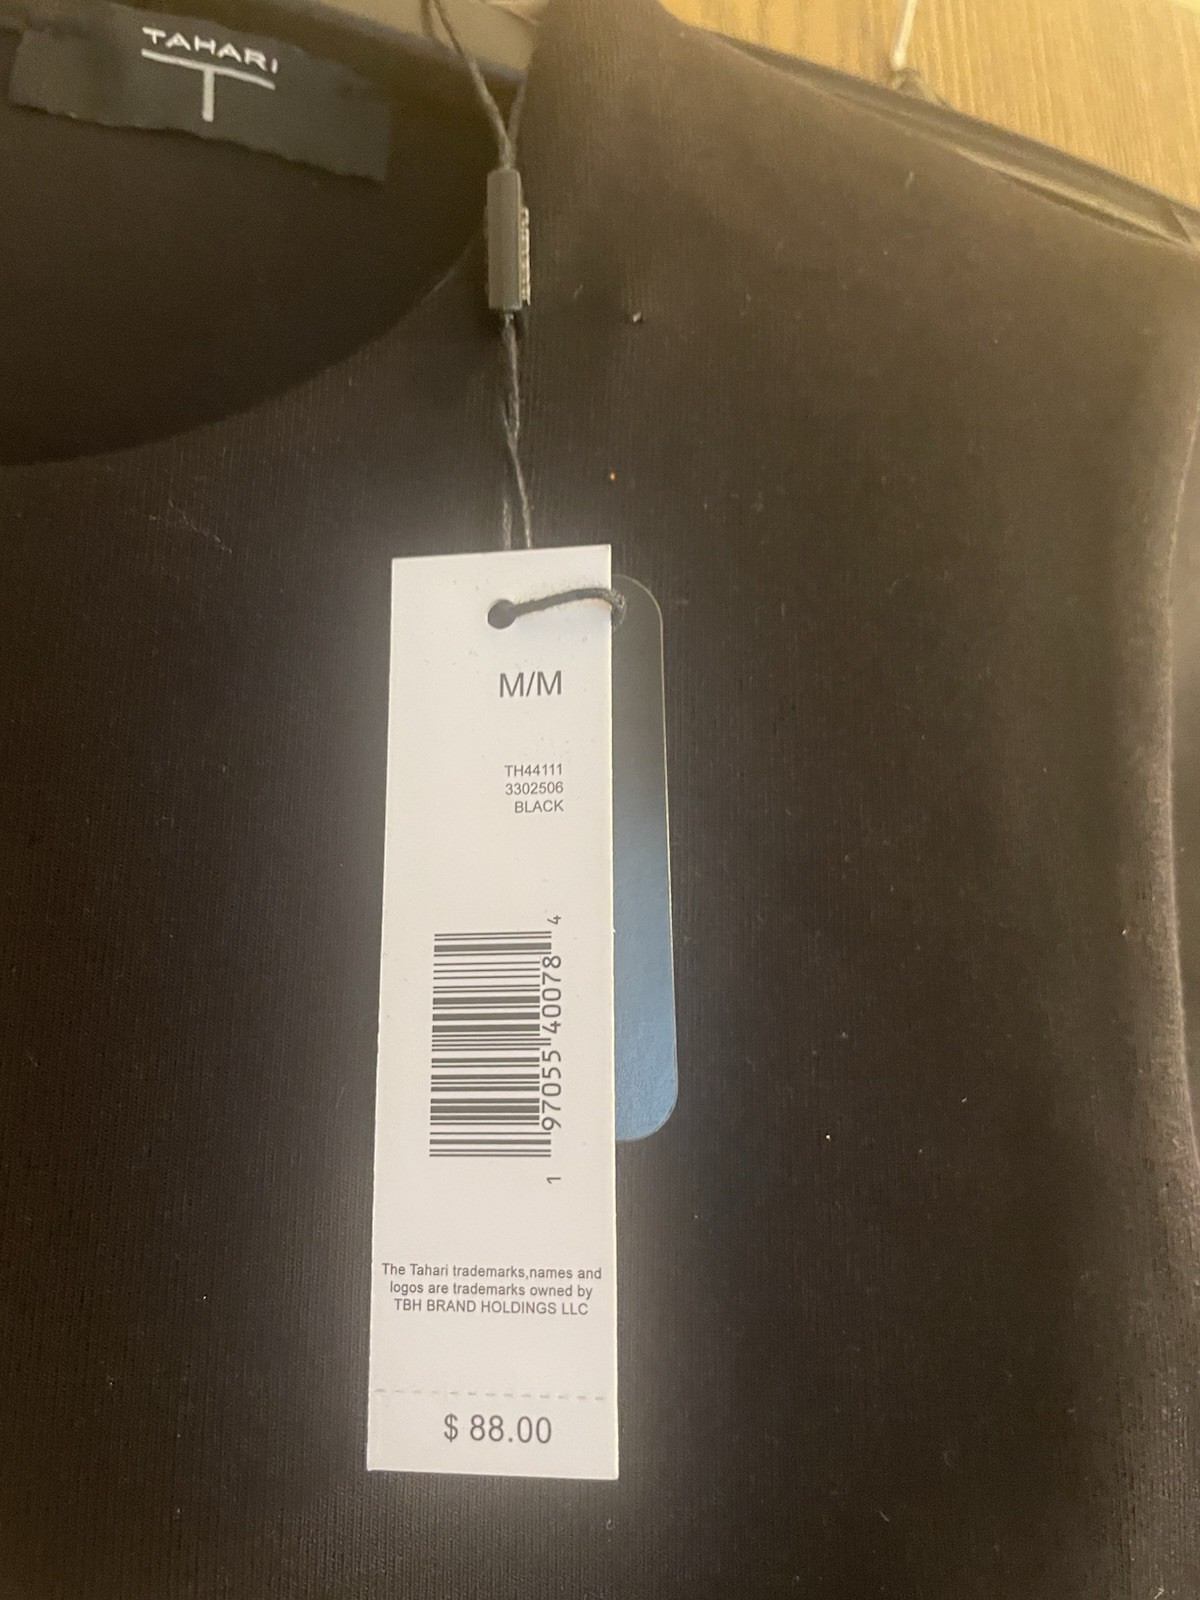 TAHARI
T
M/M
TH44111
3302506
BLACK
1 97055 40078 4
The Tahari trademarks,names and
logos are trademarks owned by
TBH BRAND HOLDINGS LLC
$ 88.00